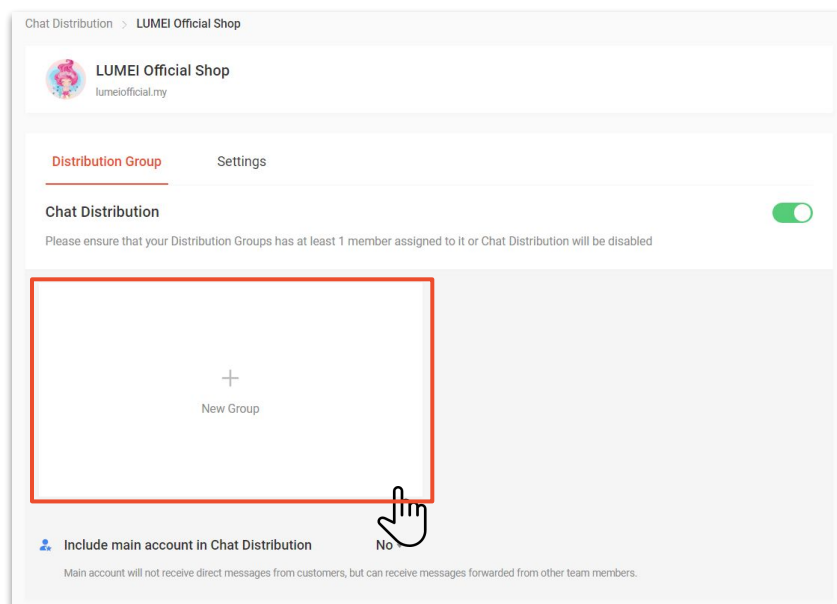 Chat Distribution > LUMEI Official Shop
LUMEI Official Shop
lumeiofficial.my
Distribution Group Settings
Chat Distribution
Please ensure that your Distribution Groups has at least 1 member assigned to it or Chat Distribution will be disabled
New Group
Include main account in Chat Distribution No
Main account will not receive direct messages from customers, but can receive messages forwarded from other team members.